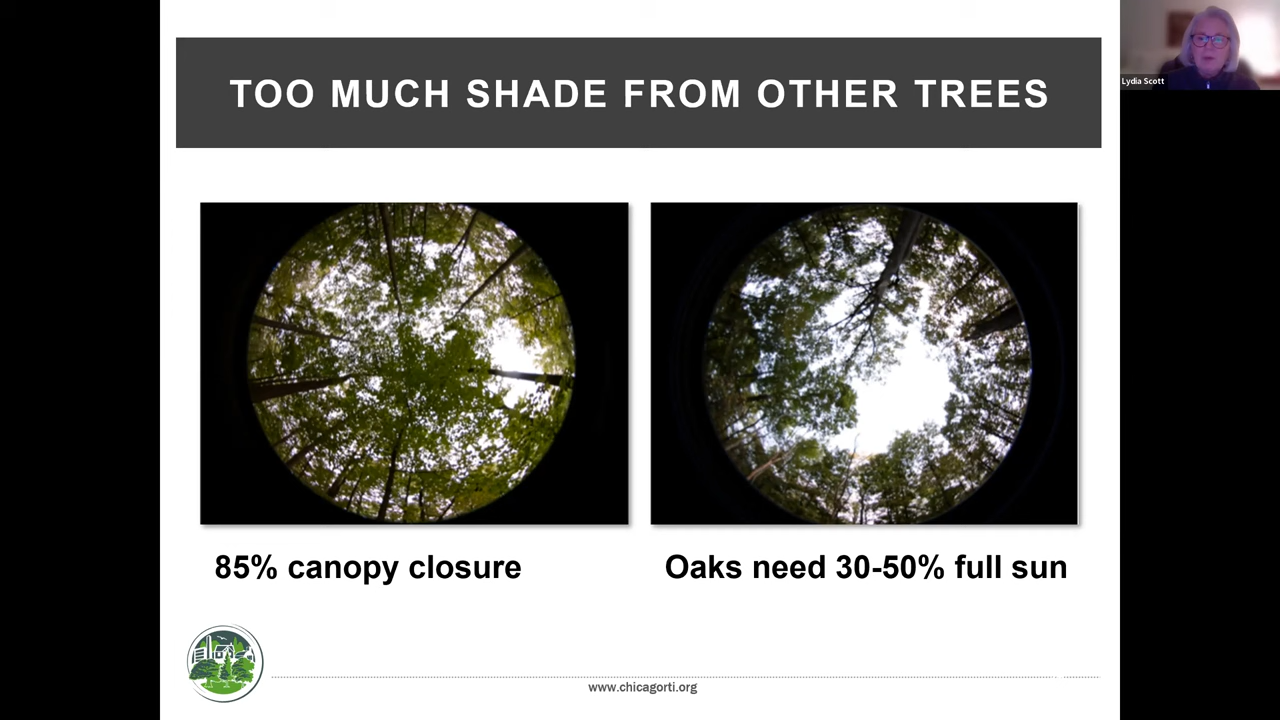 TOO MUCH SHADE FROM OTHER TREES
Lydia Scott
85% canopy closure
Oaks need 30-50% full sun
www.chicagorti.org